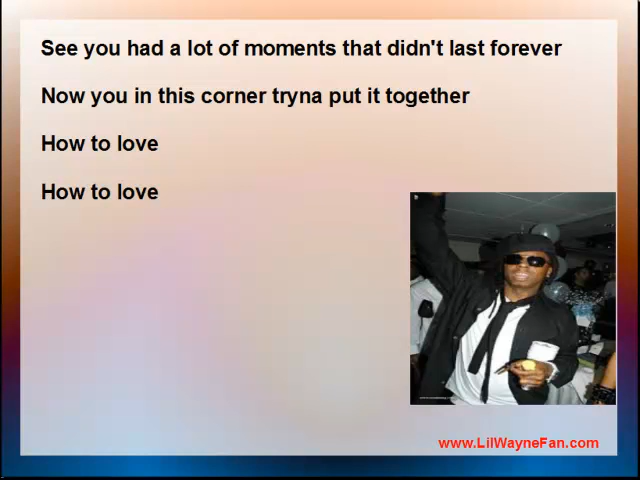 See you had a lot of moments that didn't last forever
Now you in this corner tryna put it together
How to love
How to love
www.LilWayneFan.com